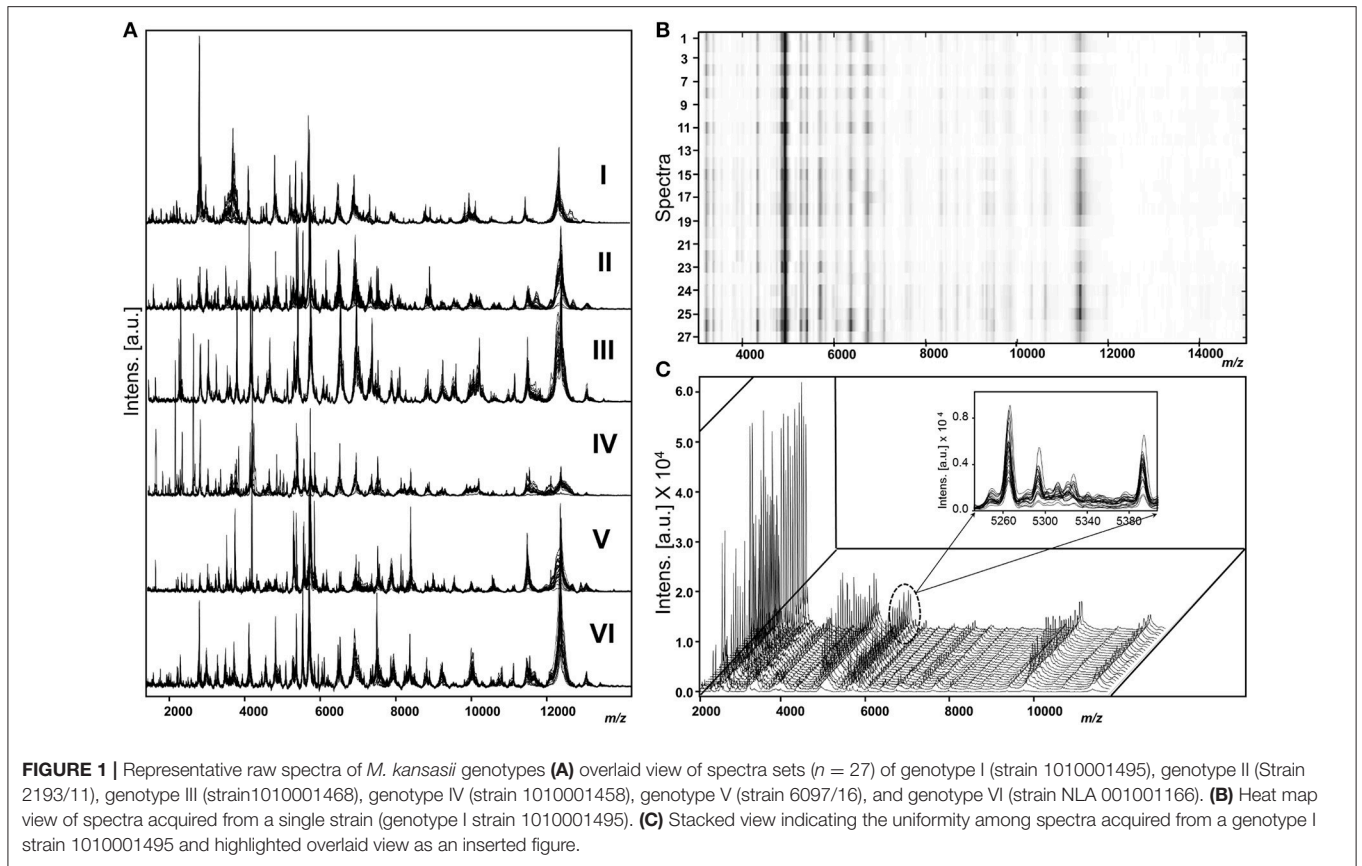 A
I
II
III
IV
V
VI
Intens. [a.u.]
2000 4000 6000 8000 10000 12000
m/z
B
Spectra
1
3
7
5
9
11
13
15
17
19
1
23
24
25
27
4000 6000 8000 10000 12000 14000
m/z
C
Intens. [a.u.] X 10⁴
6.0
5.0
4.0
3.0
2.0
1.0
0.0
2000 4000 6000 8000 10000
m/z
Intens. [a.u.] x 10⁴
0.8
0.4
0.0
5260 5300 5340 5380
FIGURE 1 | Representative raw spectra of M. kansasii genotypes (A) overlaid view of spectra sets (n = 27) of genotype I (strain 1010001495), genotype II (Strain
2193/11), genotype III (strain1010001468), genotype IV (strain 1010001458), genotype V (strain 6097/16), and genotype VI (strain NLA 001001166). (B) Heat map
view of spectra acquired from a single strain (genotype I strain 1010001495). (C) Stacked view indicating the uniformity among spectra acquired from a genotype I
strain 1010001495 and highlighted overlaid view as an inserted figure.